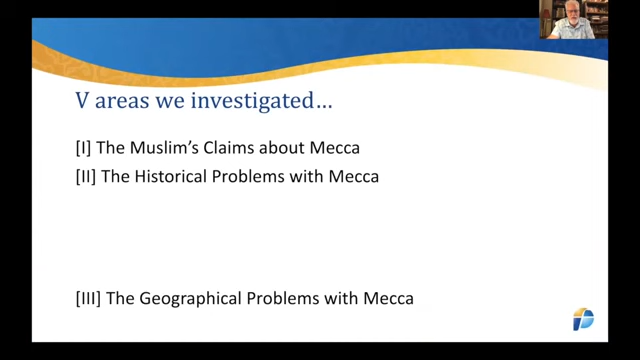 V areas we investigated…
[I] The Muslim’s Claims about Mecca
[II] The Historical Problems with Mecca
[III] The Geographical Problems with Mecca